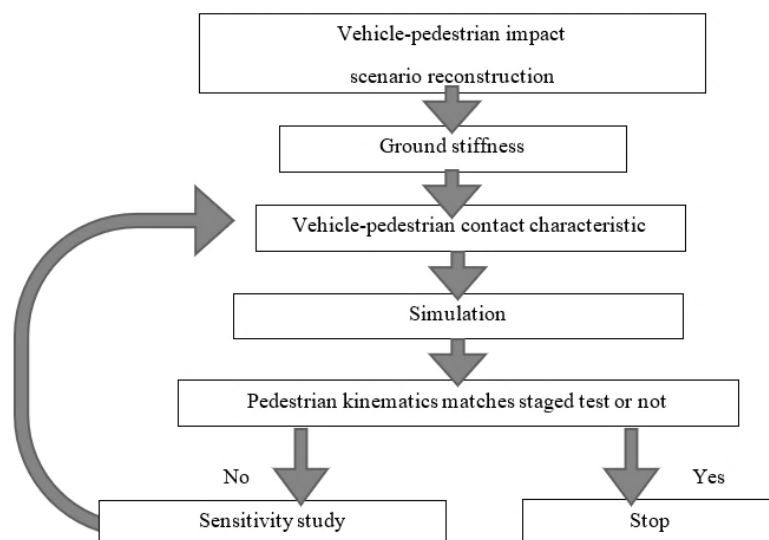 Vehicle-pedestrian impact
scenario reconstruction
Ground stiffness
Vehicle-pedestrian contact characteristic
Simulation
Pedestrian kinematics matches staged test or not
No
Yes
Sensitivity study
Stop